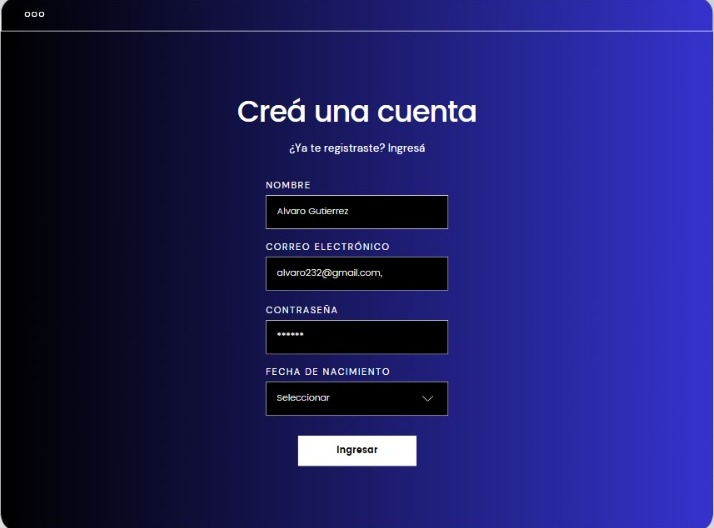 Creá una cuenta
¿Ya te registraste? Ingresá
NOMBRE
Alvaro Gutierrez
CORREO ELECTRÓNICO
alvaro232@gmail.com,
CONTRASEÑA
******
FECHA DE NACIMIENTO
Seleccionar
Ingresar